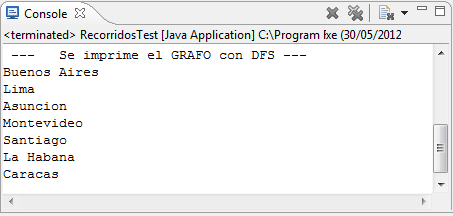 Console
<terminated> RecorridosTest [Java Application] C:\Program fxe (30/05/2012
--- Se imprime el GRAFO con DFS ---
Buenos Aires
Lima
Asuncion
Montevideo
Santiago
La Habana
Caracas